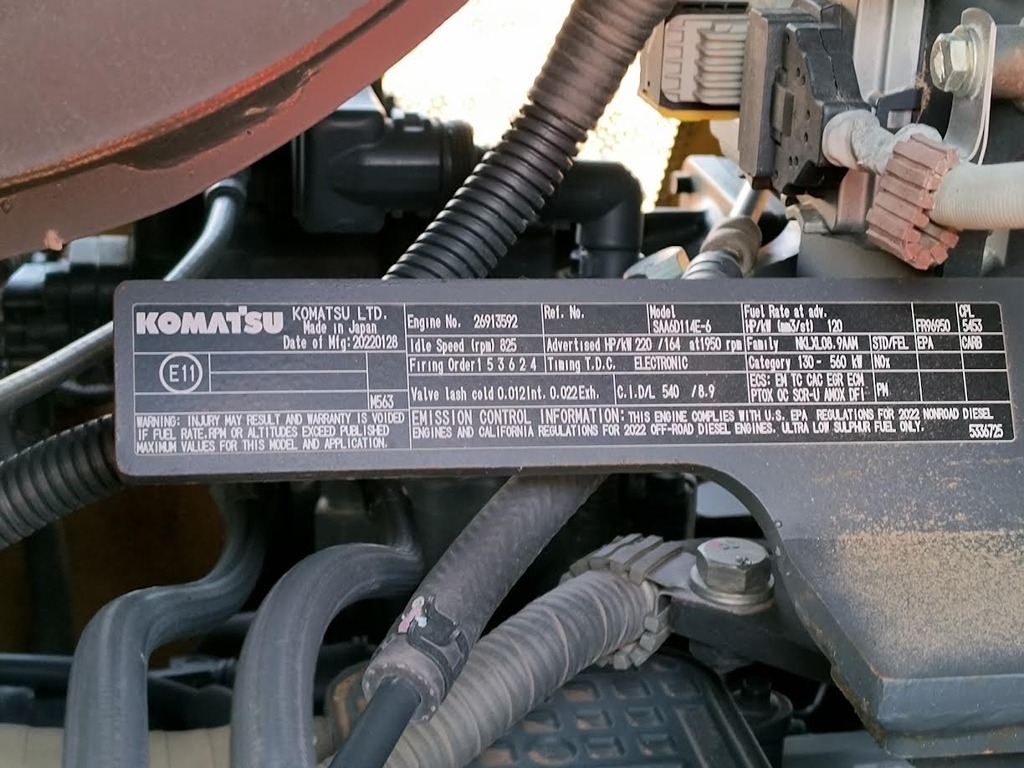 KOMATSU KOMATSU LTD.
Made in Japan
Date of Mfg:20220128
E11
M563
WARNING: INJURY MAY RESULT AND WARRANTY IS VOIDED
IF FUEL RATE.RPM OR ALTITUDES EXCEED PUBLISHED
MAXIMUM VALUES FOR THIS MODEL AND APPLICATION.
Engine No. 26913592
Ref. No.
Model
SAA6D114E-6
Fuel Rate at adv.
HP/kW (mm3/st) 120
FR96950
CPL
5453
Idle Speed (rpm) 825
Advertised HP/kW 220 /164 at1950 rpm
Family NKLXL08.9AAN
STD/FEL
EPA
CARB
Firing Order1 5 3 6 2 4
Timing T.D.C. ELECTRONIC
Category 130- 560 kW
NOx
Valve lash cold 0.012Int. 0.022Exh.
C.I.D/L 540 /8.9
ECS: EM TC CAC EGR ECM
PTOX OC SCR-U AMOX DFI
PM
EMISSION CONTROL INFORMATION: THIS ENGINE COMPLIES WITH U.S. EPA REGULATIONS FOR 2022 NONROAD DIESEL
ENGINES AND CALIFORNIA REGULATIONS FOR 2022 OFF-ROAD DIESEL ENGINES. ULTRA LOW SULPHUR FUEL ONLY.
5336725